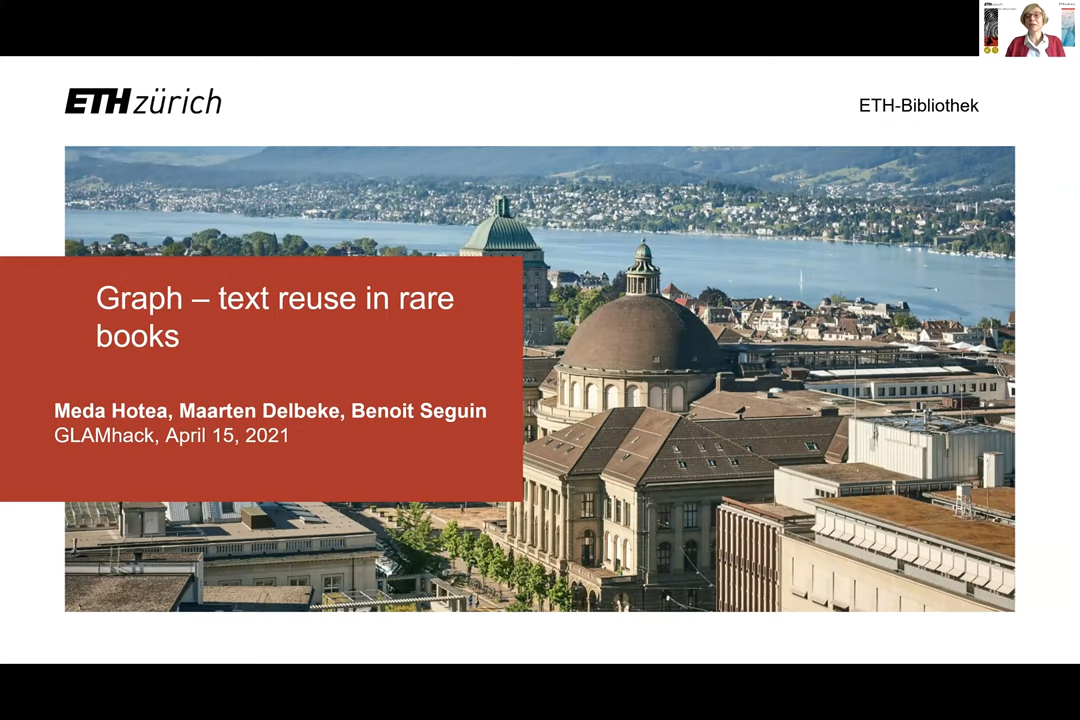 ETH zürich
ETH-Bibliothek
Graph – text reuse in rare
books
Meda Hotea, Maarten Delbeke, Benoit Seguin
GLAMhack, April 15, 2021